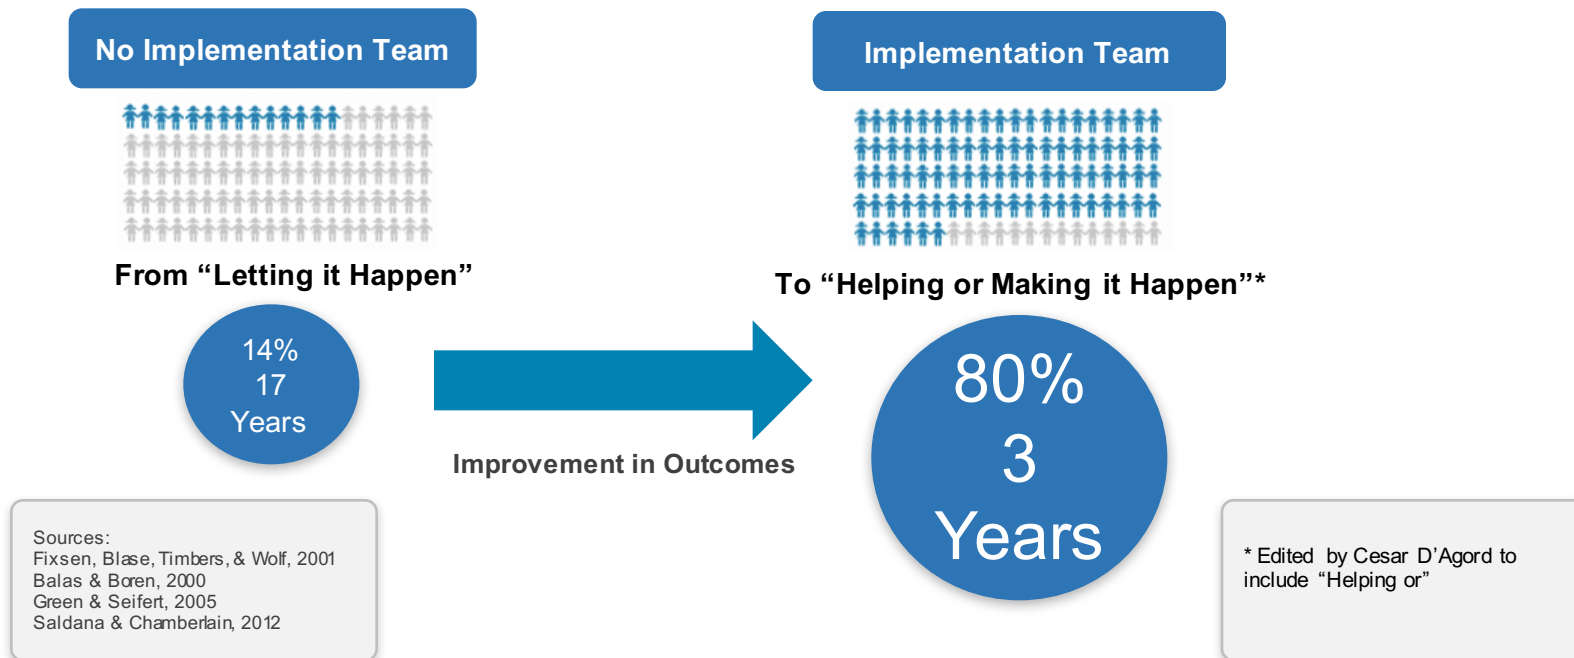 No Implementation Team
Implementation Team
From “Letting it Happen”
To “Helping or Making it Happen”*
14%
17
Years
80%
3
Years
Improvement in Outcomes
Sources:
Fixsen, Blase, Timbers, & Wolf, 2001
Balas & Boren, 2000
Green & Seifert, 2005
Saldana & Chamberlain, 2012
* Edited by Cesar D’Agord to
include “Helping or”